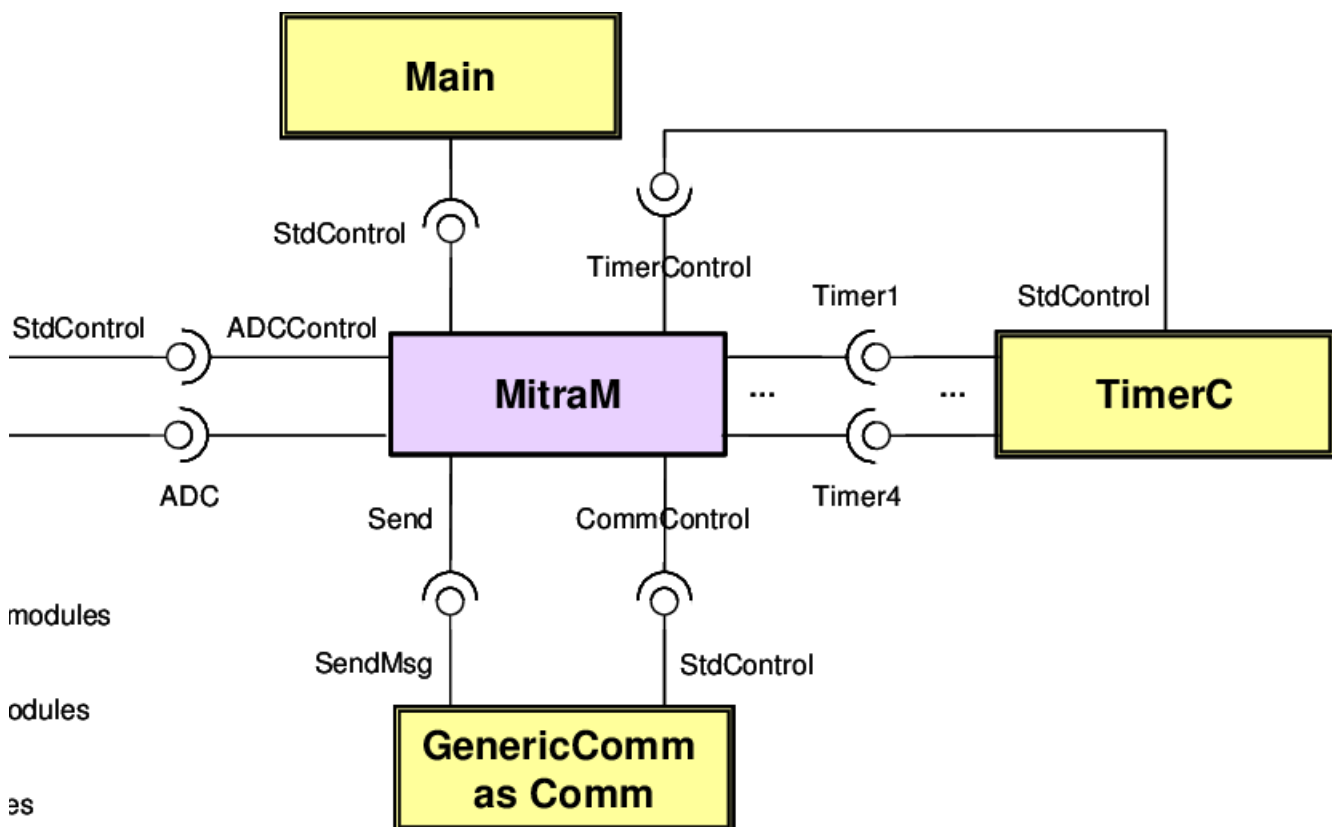 Main
StdControl
TimerControl
Timer1
StdControl
StdControl
ADCControl
MitraM
...
...
TimerC
ADC
Send
CommControl
Timer4
modules
SendMsg
StdControl
odules
GenericComm
as Comm
es